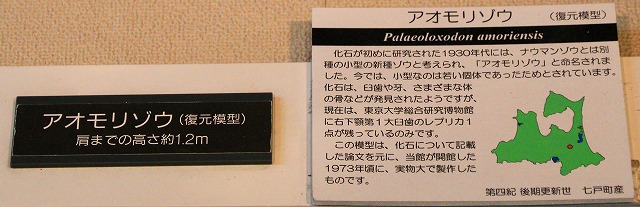 アオモリゾウ（復元模型）
肩までの高さ約1.2m
アオモリゾウ （復元模型）
Palaeoloxodon amoriensis
化石が初めに研究された1930年代には、ナウマンゾウとは別
種の小型の新種ゾウと考えられ、「アオモリゾウ」と命名されま
した。今では、小型なのは若い個体であったためとされています。
化石は、臼歯や牙、さまざまな体
の骨などが発見されたようですが、
現在は、東京大学総合研究博物館
に右下顎第１大臼歯のレプリカ１
点が残っているのみです。
この模型は、化石について記載
した論文を元に、当館が開館した
1973年頃に、実物大で製作した
ものです。
第四紀 後期更新世 七戸町産